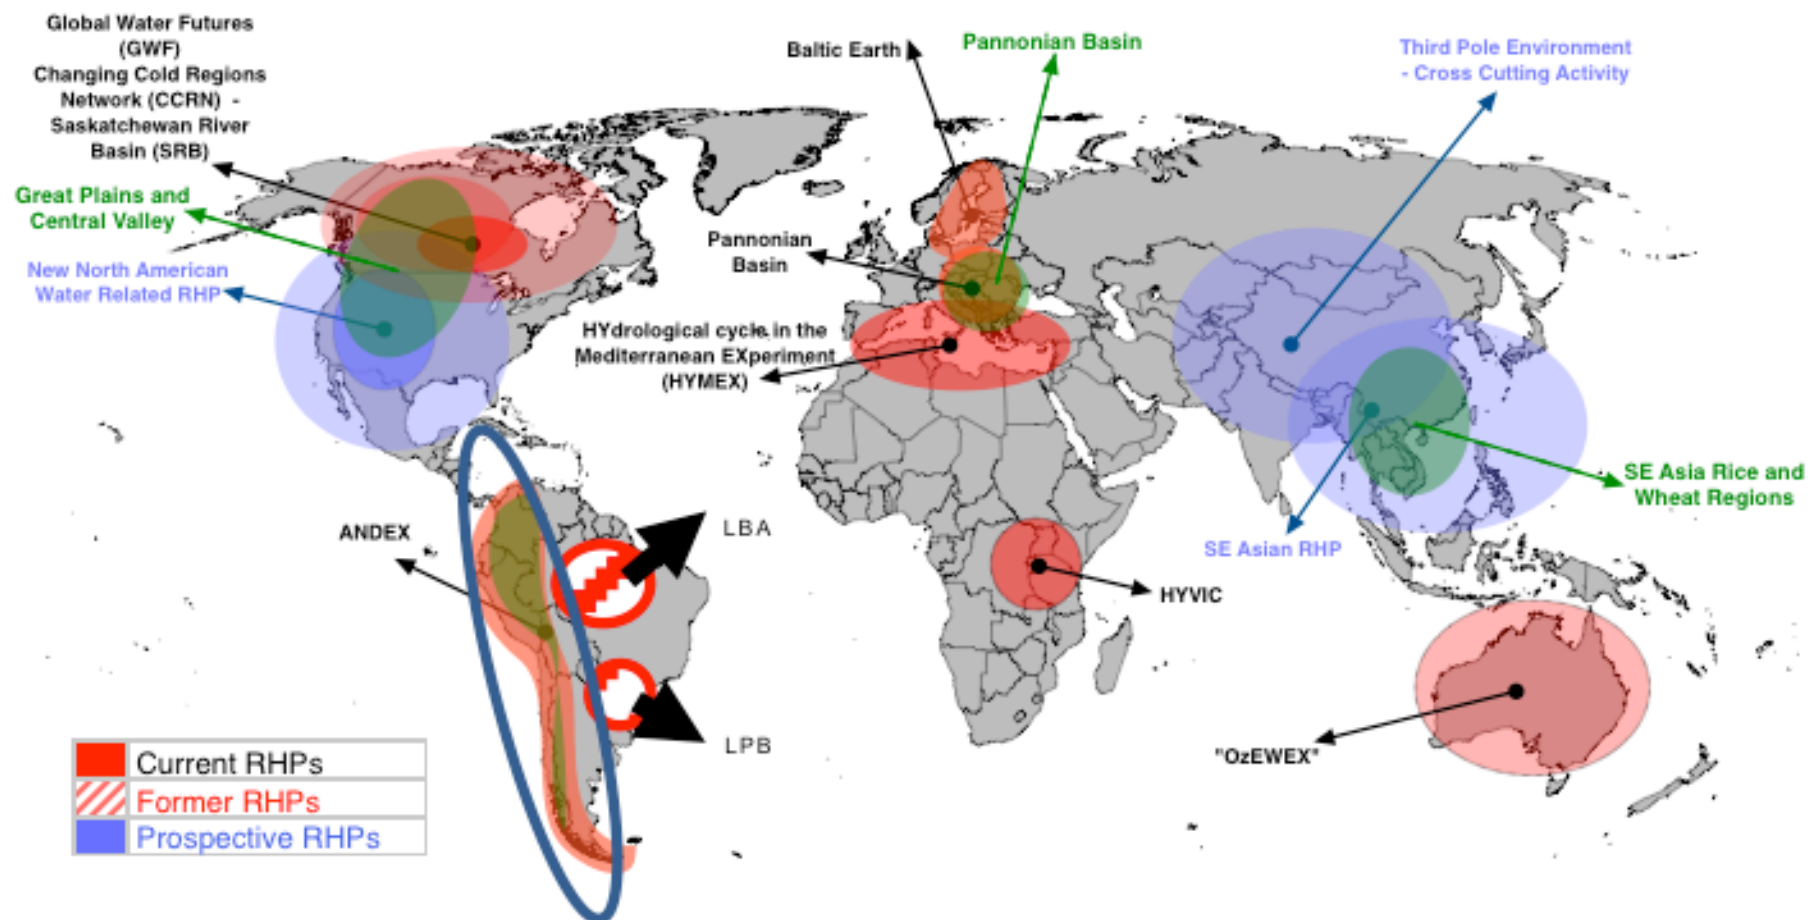 Global Water Futures
(GWF)
Changing Cold Regions
Network (CCRN) -
Saskatchewan River
Basin (SRB)
Great Plains and
Central Valley
New North American
Water Related RHP
Baltic Earth
Pannonian Basin
Third Pole Environment
- Cross Cutting Activity
Pannonian
Basin
HYdrological cycle in the
Mediterranean EXperiment
(HYMEX)
SE Asia Rice and
Wheat Regions
SE Asian RHP
ANDEX
LBA
HYVIC
LPB
"OzEWEX"
Current RHPs
Former RHPs
Prospective RHPs